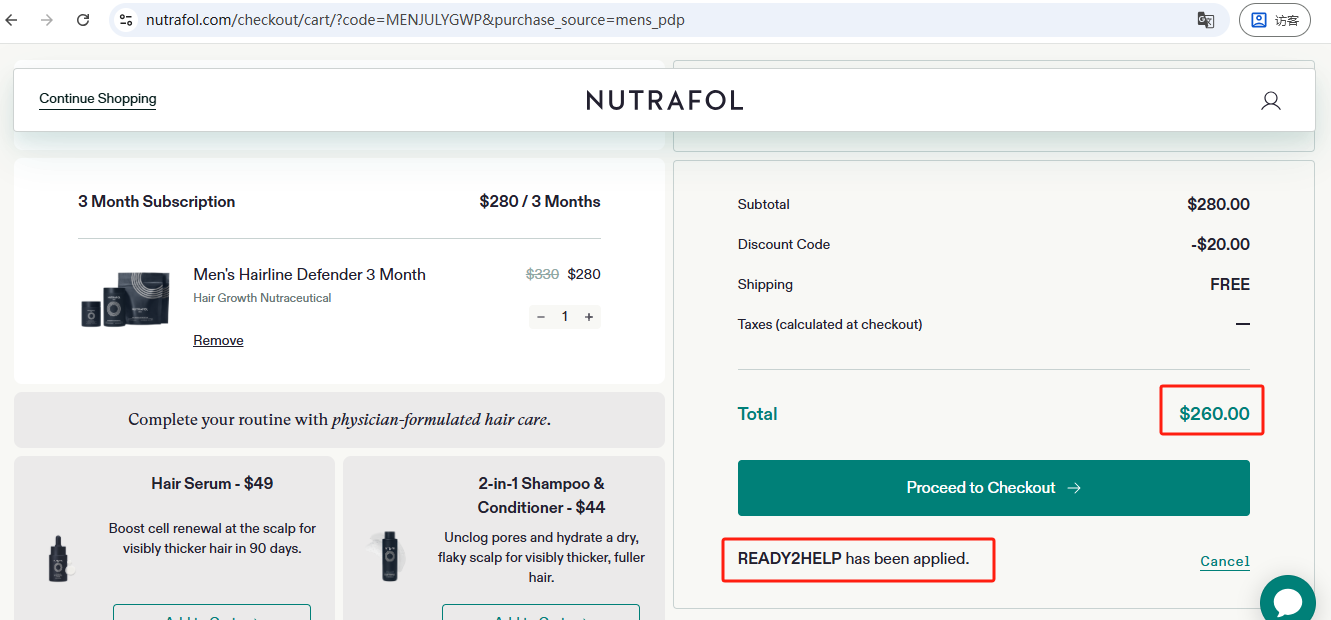 nutrafol.com/checkout/cart/?code=MENJULYGWP&purchase_source=mens_pdp
访客
Continue Shopping
NUTRAFOL
3 Month Subscription
$280 / 3 Months
Men's Hairline Defender 3 Month
$330 $280
Hair Growth Nutraceutical
− 1 +
Remove
Complete your routine with physician-formulated hair care.
Hair Serum - $49
Boost cell renewal at the scalp for
visibly thicker hair in 90 days.
2-in-1 Shampoo &
Conditioner - $44
Unclog pores and hydrate a dry,
flaky scalp for visibly thicker, fuller
hair.
Subtotal
$280.00
Discount Code
-$20.00
Shipping
FREE
Taxes (calculated at checkout)
—
Total
$260.00
Proceed to Checkout →
READY2HELP has been applied.
Cancel